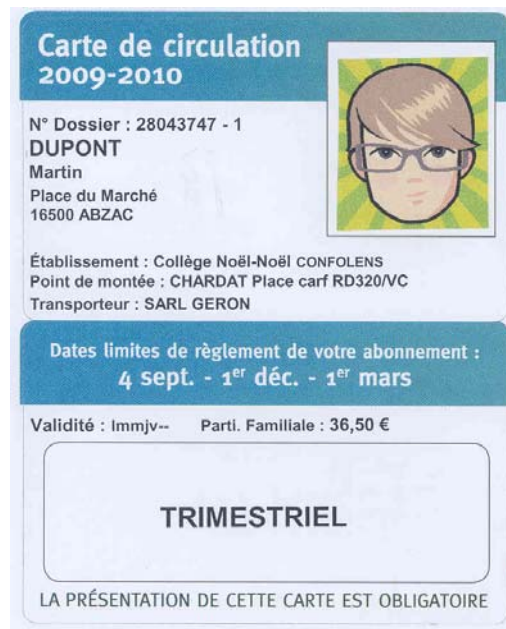 Carte de circulation
2009-2010
N° Dossier : 28043747 - 1
DUPONT
Martin
Place du Marché
16500 ABZAC
Établissement : Collège Noël-Noël CONFOLENS
Point de montée : CHARDAT Place carf RD320/VC
Transporteur : SARL GERON
Dates limites de règlement de votre abonnement :
4 sept. - 1er déc. - 1er mars
Validité : lmmjv-- Parti. Familiale : 36,50 €
TRIMESTRIEL
LA PRÉSENTATION DE CETTE CARTE EST OBLIGATOIRE